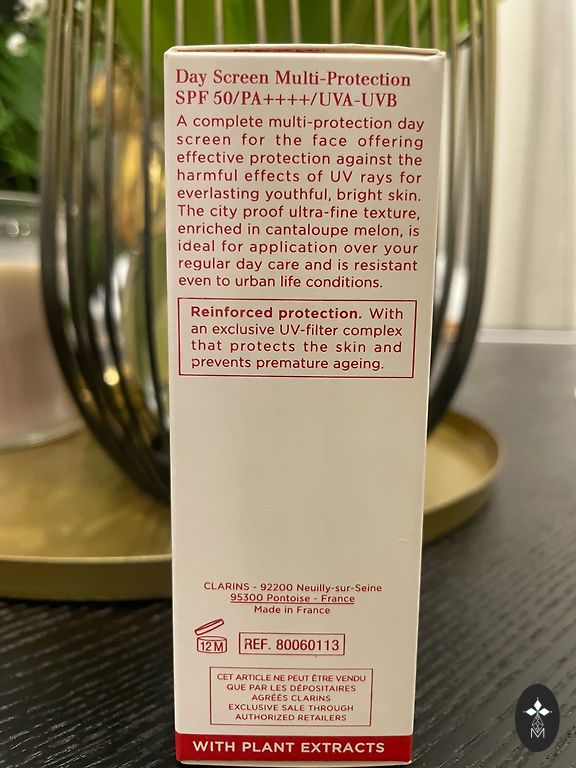 Day Screen Multi-Protection
SPF 50/PA++++/UVA-UVB
A complete multi-protection day
screen for the face offering
effective protection against the
harmful effects of UV rays for
everlasting youthful, bright skin.
The city proof ultra-fine texture,
enriched in cantaloupe melon, is
ideal for application over your
regular day care and is resistant
even to urban life conditions.
Reinforced protection. With
an exclusive UV-filter complex
that protects the skin and
prevents premature ageing.
CLARINS - 92200 Neuilly-sur-Seine
95300 Pontoise - France
Made in France
12 M
REF. 80060113
CET ARTICLE NE PEUT ÊTRE VENDU
QUE PAR LES DÉPOSITAIRES
AGRÉÉS CLARINS
EXCLUSIVE SALE THROUGH
AUTHORIZED RETAILERS
WITH PLANT EXTRACTS
M